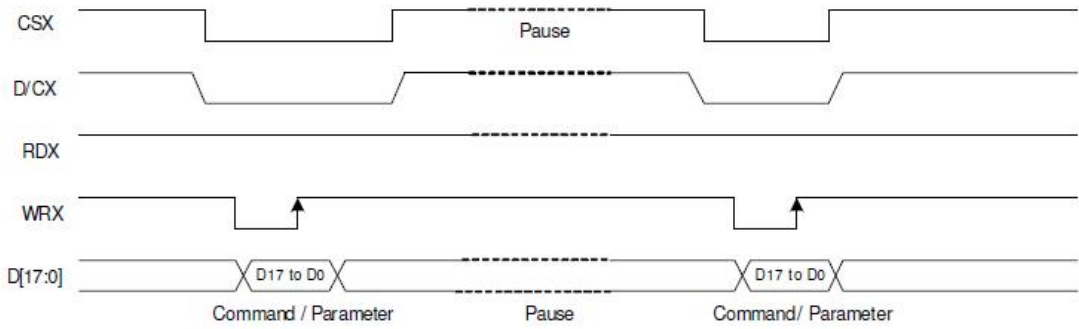 CSX
Pause
D/CX
RDX
WRX
D[17:0]
D17 to D0
D17 to D0
Command / Parameter
Pause
Command/ Parameter